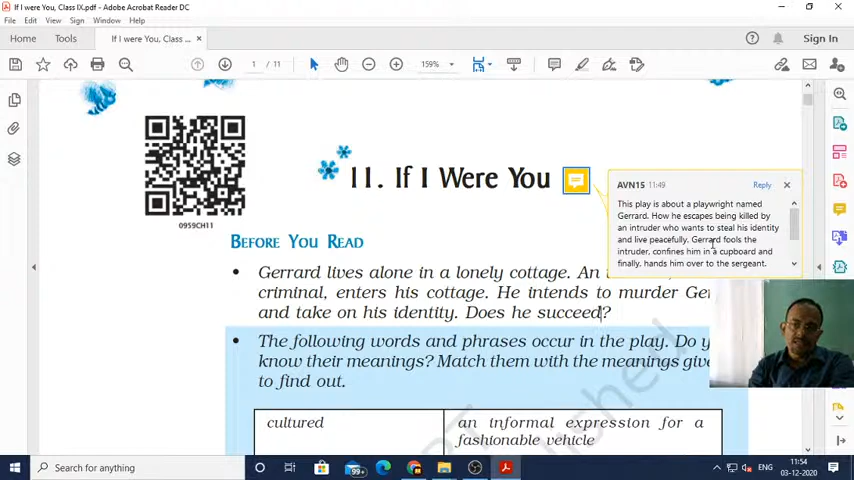 If I were You, Class IX.pdf - Adobe Acrobat Reader DC
File Edit View Sign Window Help
Home Tools If I were You, Class ... × Sign In
1 / 11 159%
0959CH11
11. If I Were You
AVN15 11:49 Reply
This play is about a playwright named
Gerrard. How he escapes being killed by
an intruder who wants to steal his identity
and live peacefully. Gerrard fools the
intruder, confines him in a cupboard and
finally, hands him over to the sergeant.
BEFORE YOU READ
• Gerrard lives alone in a lonely cottage. An
criminal, enters his cottage. He intends to murder Ger
and take on his identity. Does he succeed?
• The following words and phrases occur in the play. Do y
know their meanings? Match them with the meanings give
to find out.
cultured an informal expression for a
fashionable vehicle
Search for anything
99+
ENG
11:54
03-12-2020